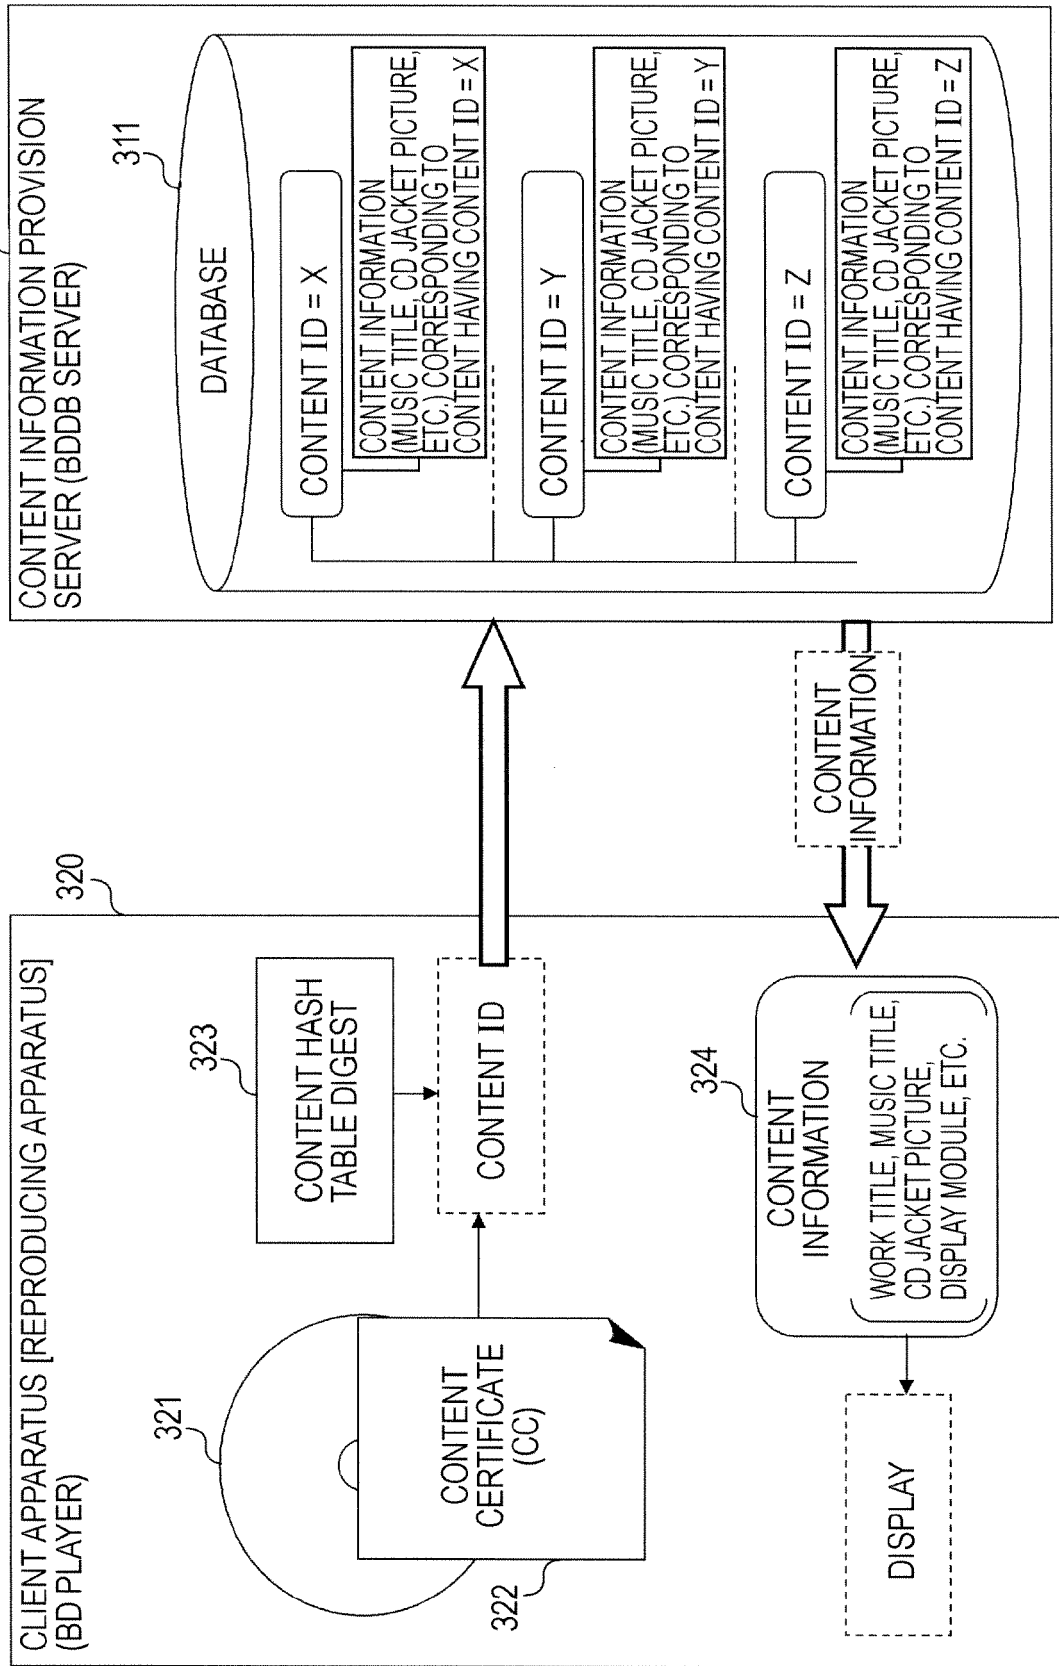 CLIENT APPARATUS [REPRODUCING APPARATUS]
(BD PLAYER)
320
321
CONTENT
CERTIFICATE
(CC)
322
323
CONTENT HASH
TABLE DIGEST
CONTENT ID
324
CONTENT
INFORMATION
WORK TITLE, MUSIC TITLE,
CD JACKET PICTURE,
DISPLAY MODULE, ETC.
DISPLAY
CONTENT
INFORMATION
CONTENT INFORMATION PROVISION
SERVER (BDDB SERVER)
311
DATABASE
CONTENT ID = X
CONTENT INFORMATION
(MUSIC TITLE, CD JACKET PICTURE,
ETC.) CORRESPONDING TO
CONTENT HAVING CONTENT ID = X
CONTENT ID = Y
CONTENT INFORMATION
(MUSIC TITLE, CD JACKET PICTURE,
ETC.) CORRESPONDING TO
CONTENT HAVING CONTENT ID = Y
CONTENT ID = Z
CONTENT INFORMATION
(MUSIC TITLE, CD JACKET PICTURE,
ETC.) CORRESPONDING TO
CONTENT HAVING CONTENT ID = Z